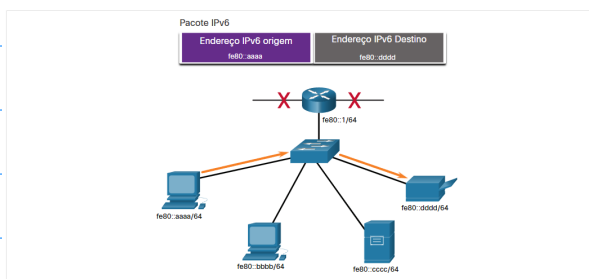 Pacote IPv6
Endereço IPv6 origem
fe80::aaaa
Endereço IPv6 Destino
fe80::dddd
fe80::1/64
fe80::aaaa/64
fe80::dddd/64
fe80::bbbb/64
fe80::cccc/64